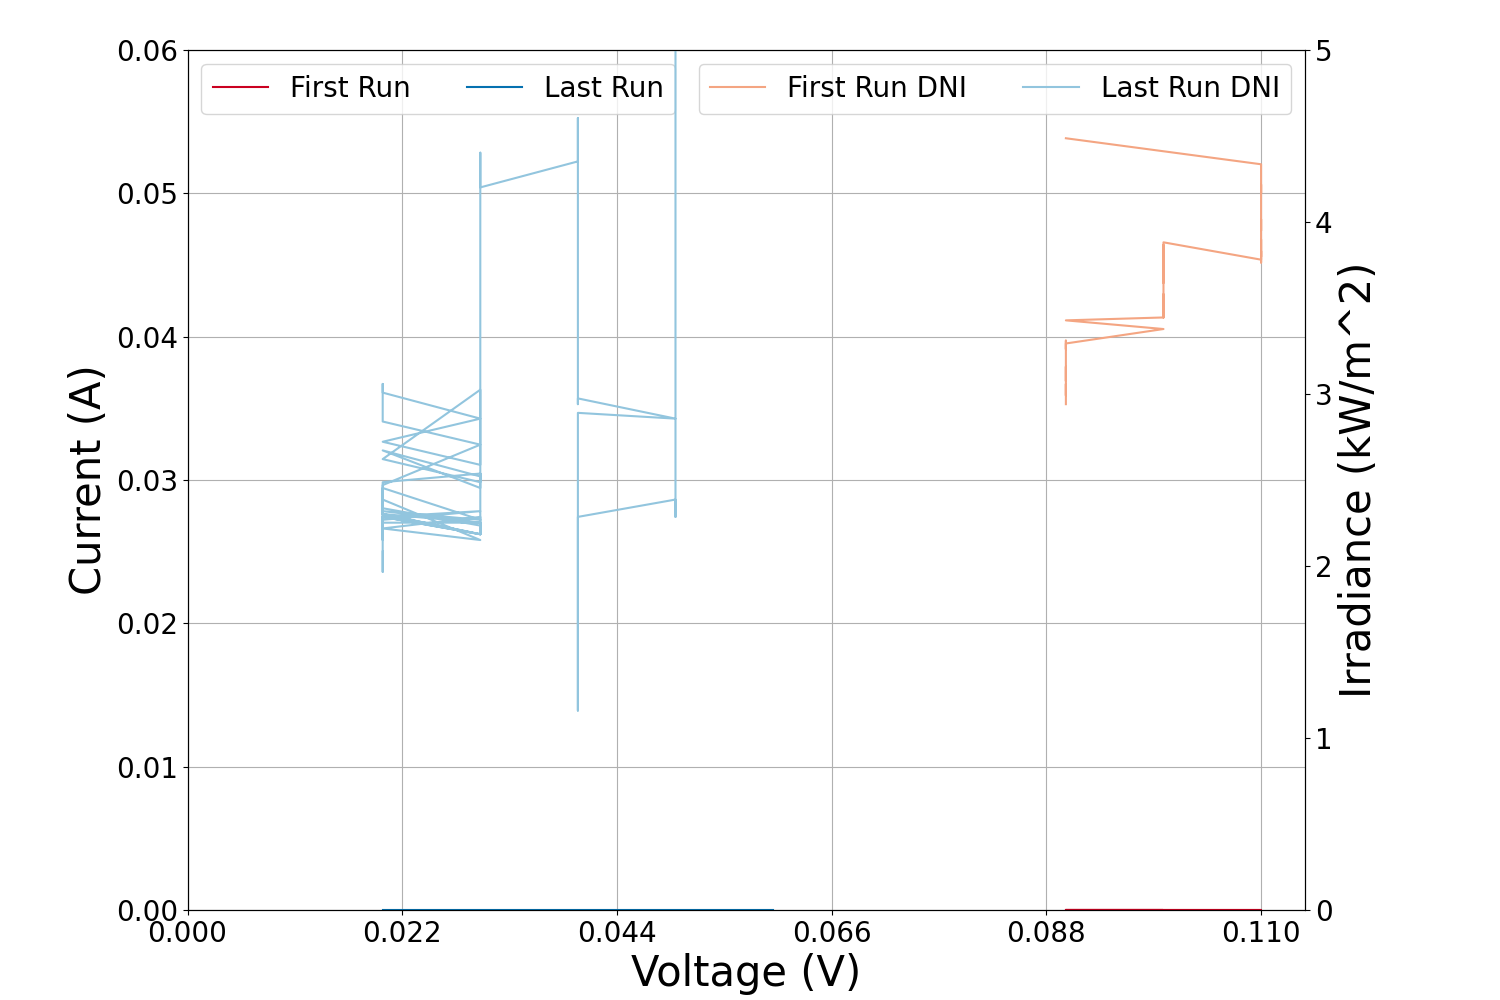 First Run
Last Run
First Run DNI
Last Run DNI
0.06
0.05
0.04
0.03
0.02
0.01
0.00
Current (A)
5
4
3
2
1
0
Irradiance (kW/m^2)
0.000
0.022
0.044
0.066
0.088
0.110
Voltage (V)